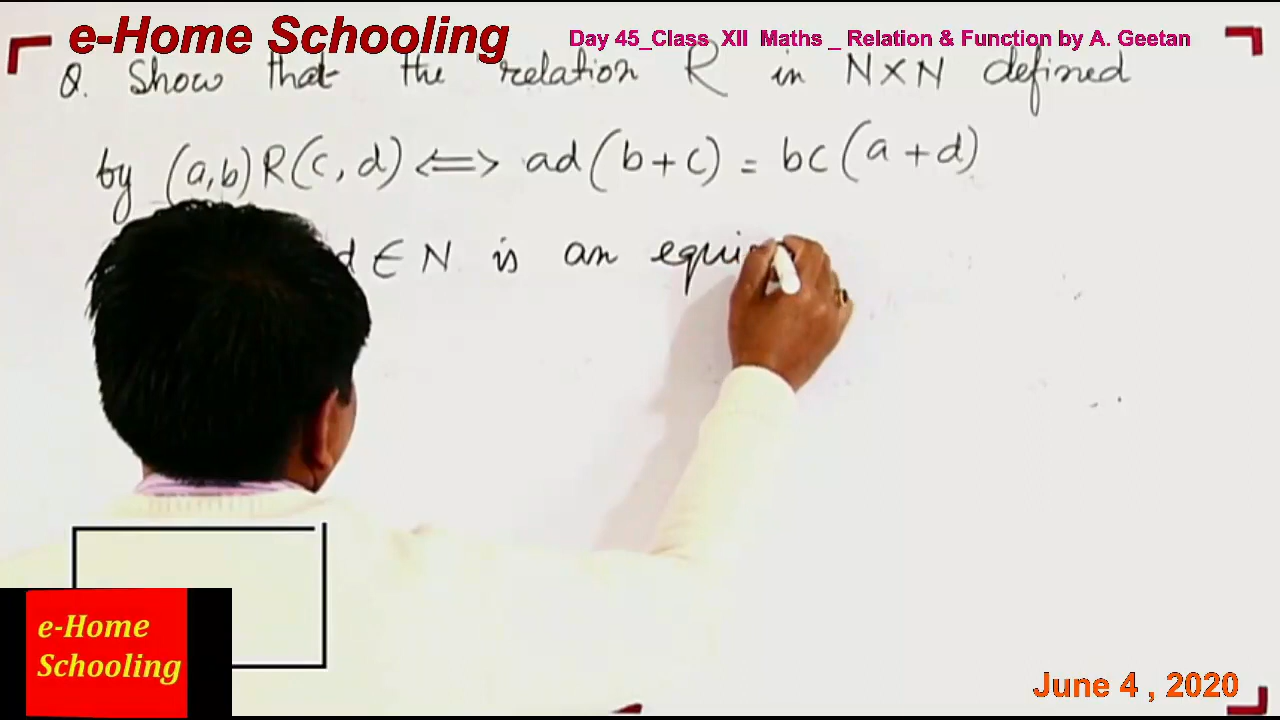 e-Home Schooling
Day 45_Class XII Maths _ Relation & Function by A. Geetan
Q. Show that the relation R in N×N defined
by (a,b)R(c,d) ⟺ ad(b+c) = bc(a+d)
d ∈ N is an equi
e-Home
Schooling
June 4 , 2020